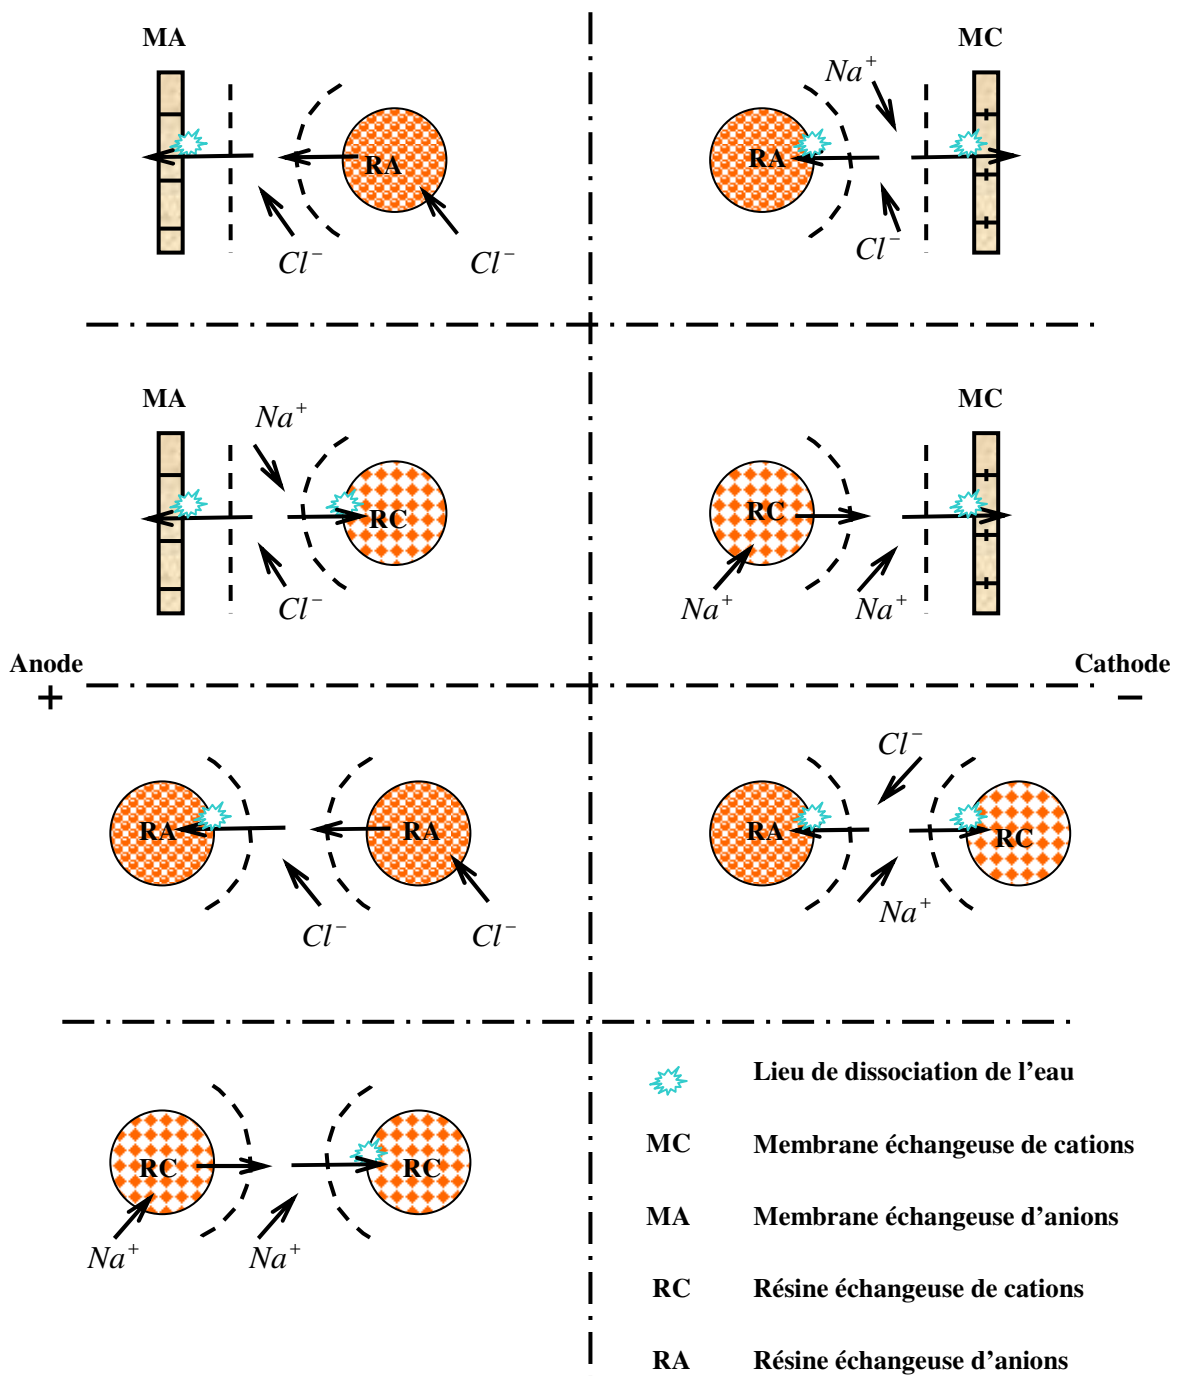 MA
MC
Na⁺
RA
RA
Cl⁻
Cl⁻
Cl⁻
MA
MC
Na⁺
RC
RC
Cl⁻
Na⁺
Na⁺
Anode
Cathode
+
−
Cl⁻
RA
RA
RA
RC
Cl⁻
Cl⁻
Na⁺
Lieu de dissociation de l’eau
MC Membrane échangeuse de cations
RC
RC
MA Membrane échangeuse d’anions
Na⁺
Na⁺
RC Résine échangeuse de cations
RA Résine échangeuse d’anions